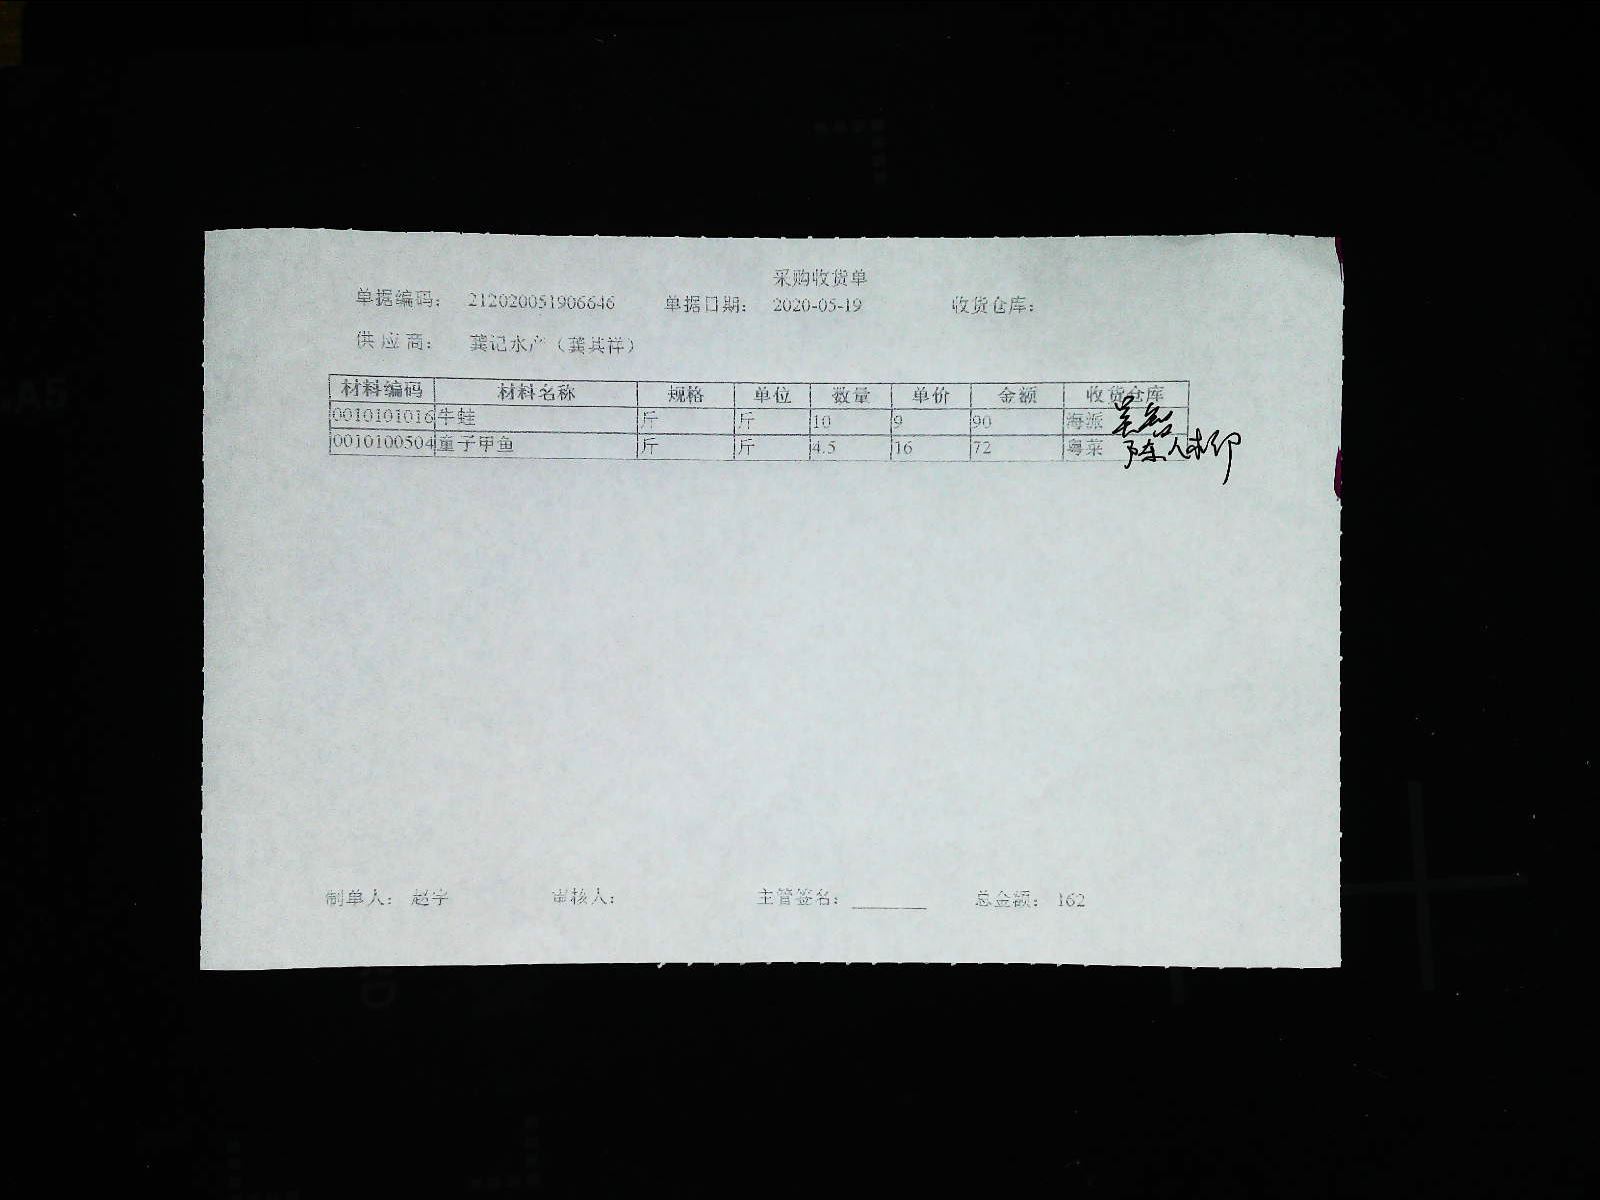 采购收货单
单据编码: 212020051906646 单据日期: 2020-05-19 收货仓库:
供应商: 龚记水产（龚其祥）
材料编码 材料名称 规格 单位 数量 单价 金额 收货仓库
0010101016 牛蛙 斤 斤 10 9 90 海派
0010100504 童子甲鱼 斤 斤 4.5 16 72 粤菜
制单人: 赵宇 审核人: 主管签名: 总金额: 162